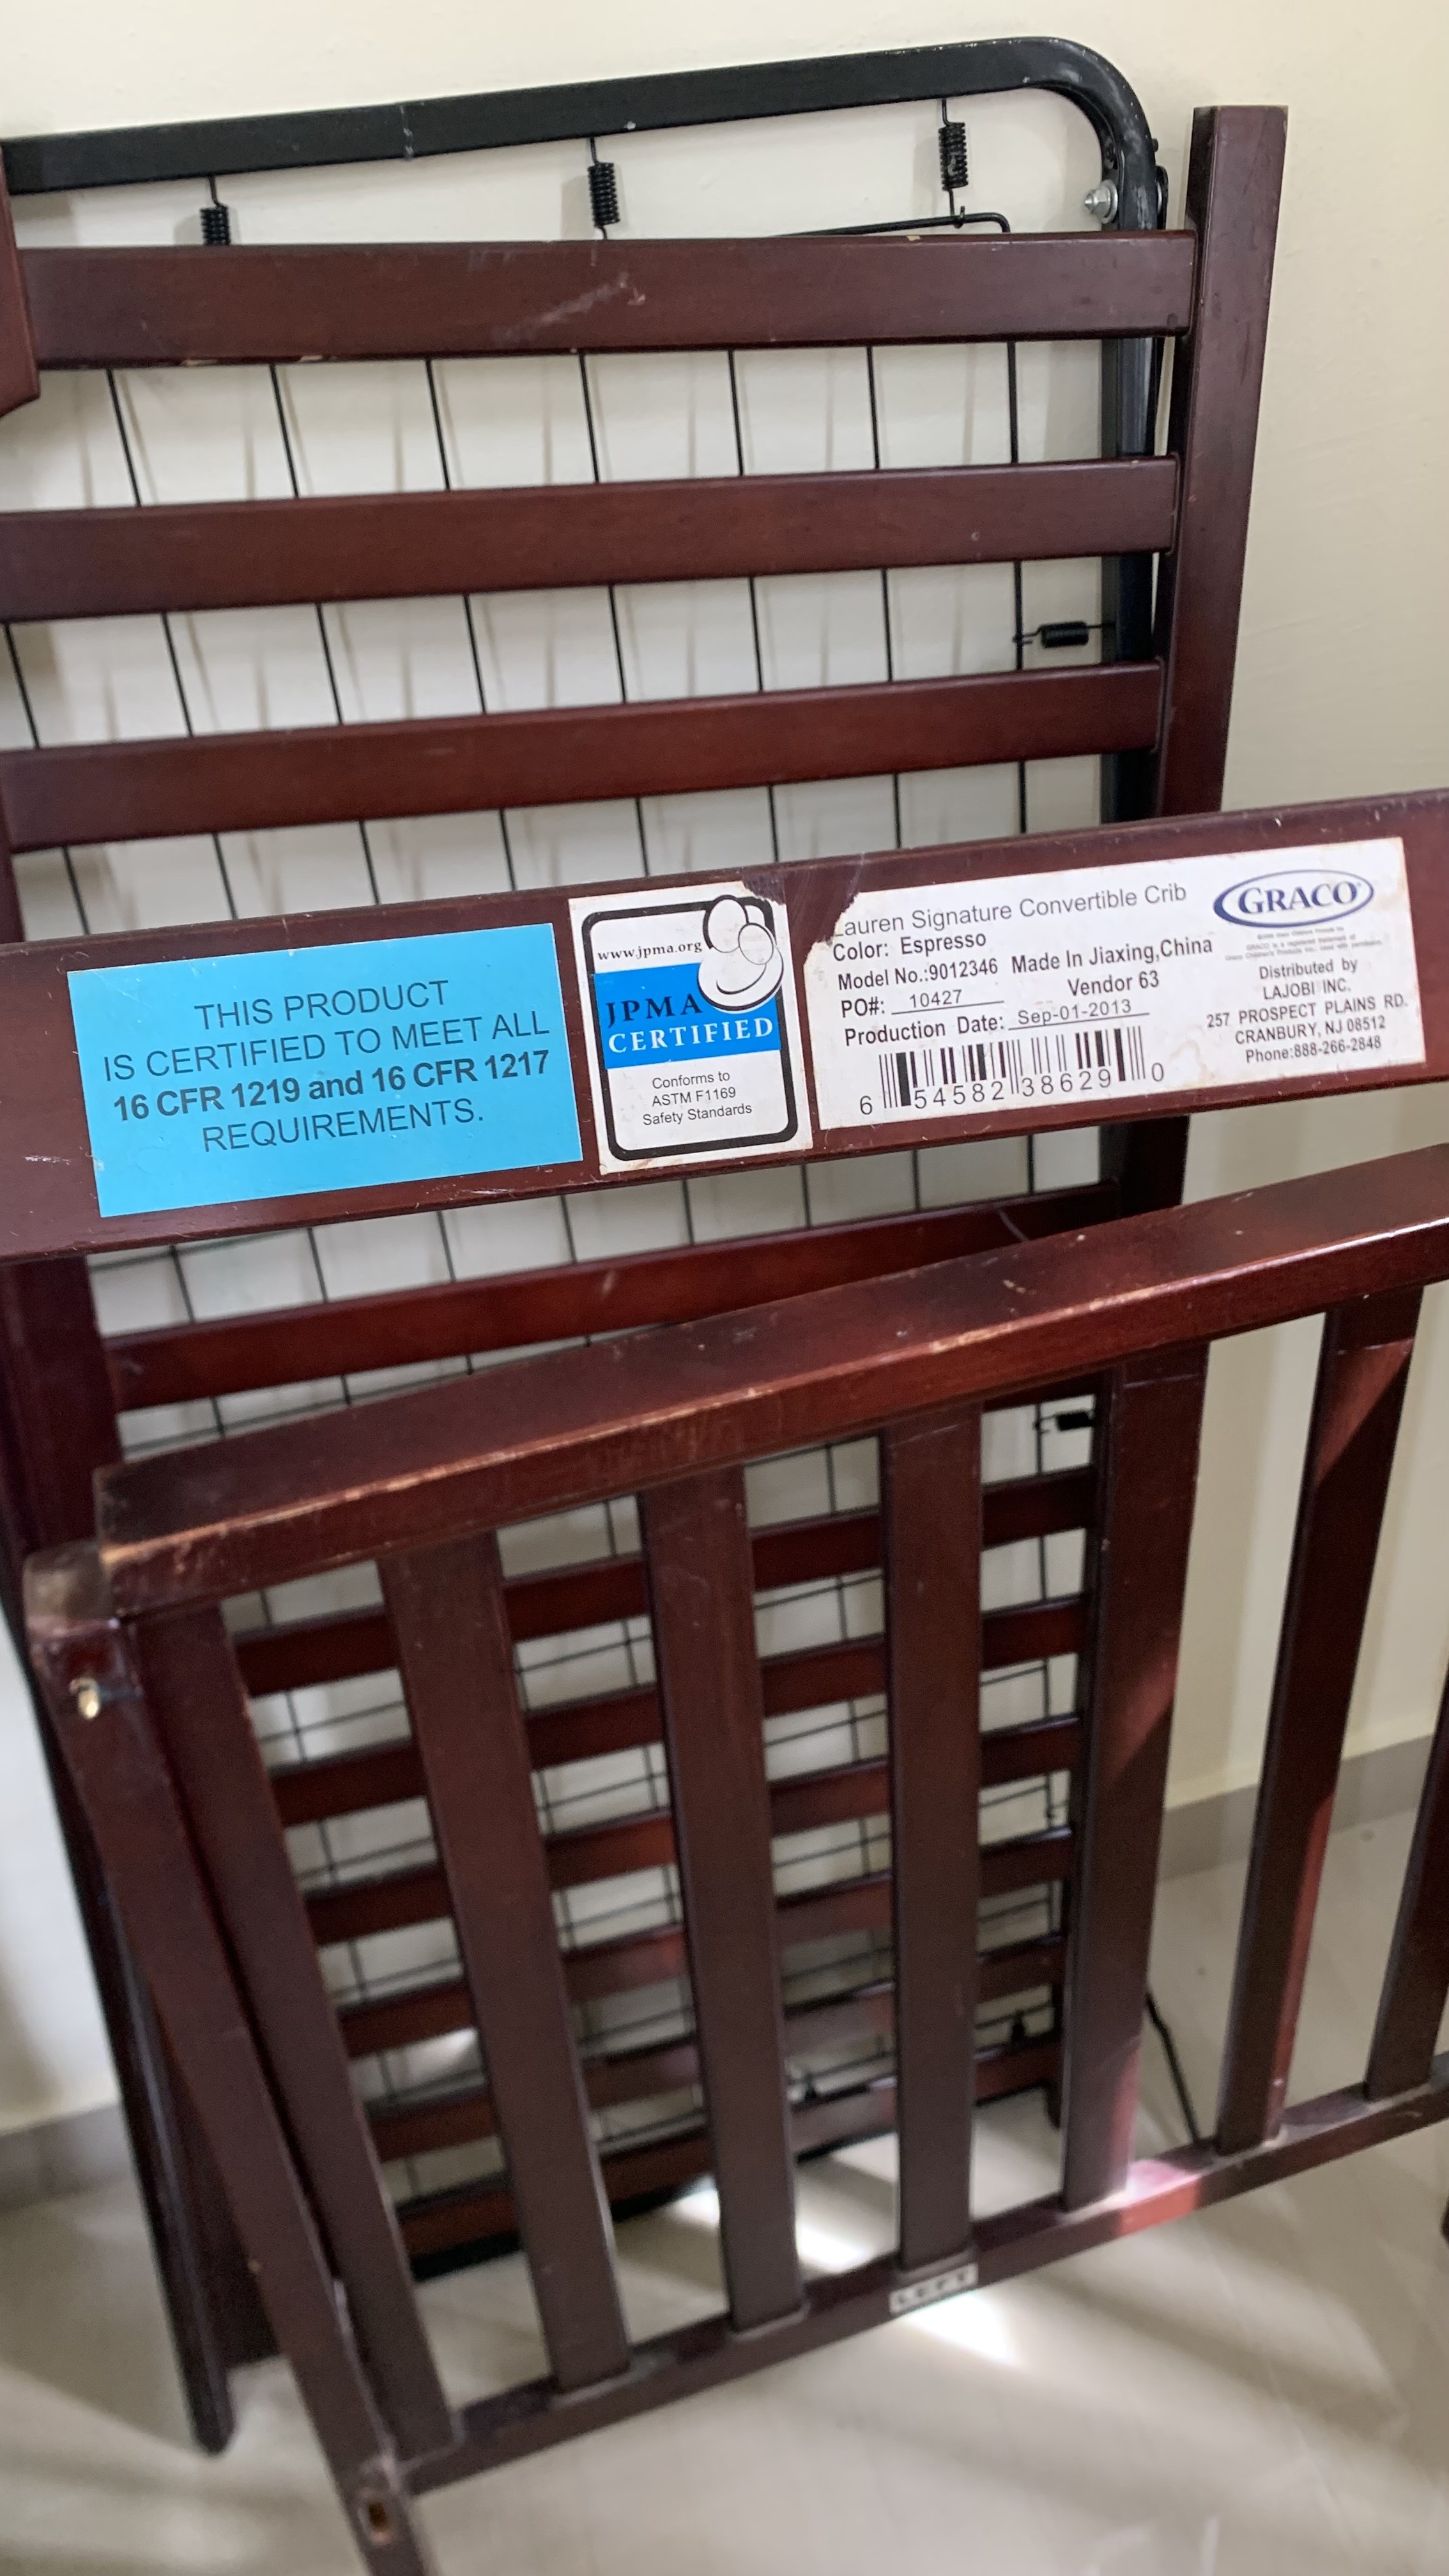 THIS PRODUCT
IS CERTIFIED TO MEET ALL
16 CFR 1219 and 16 CFR 1217
REQUIREMENTS.
www.jpma.org
JPMA
CERTIFIED
Conforms to
ASTM F1169
Safety Standards
Lauren Signature Convertible Crib
Color: Espresso
Model No.:9012346 Made In Jiaxing,China
PO#: 10427 Vendor 63
Production Date: Sep-01-2013
6 54582 38629 0
GRACO®
Distributed by
LAJOBI INC.
257 PROSPECT PLAINS RD.
CRANBURY, NJ 08512
Phone:888-266-2848
LEFT